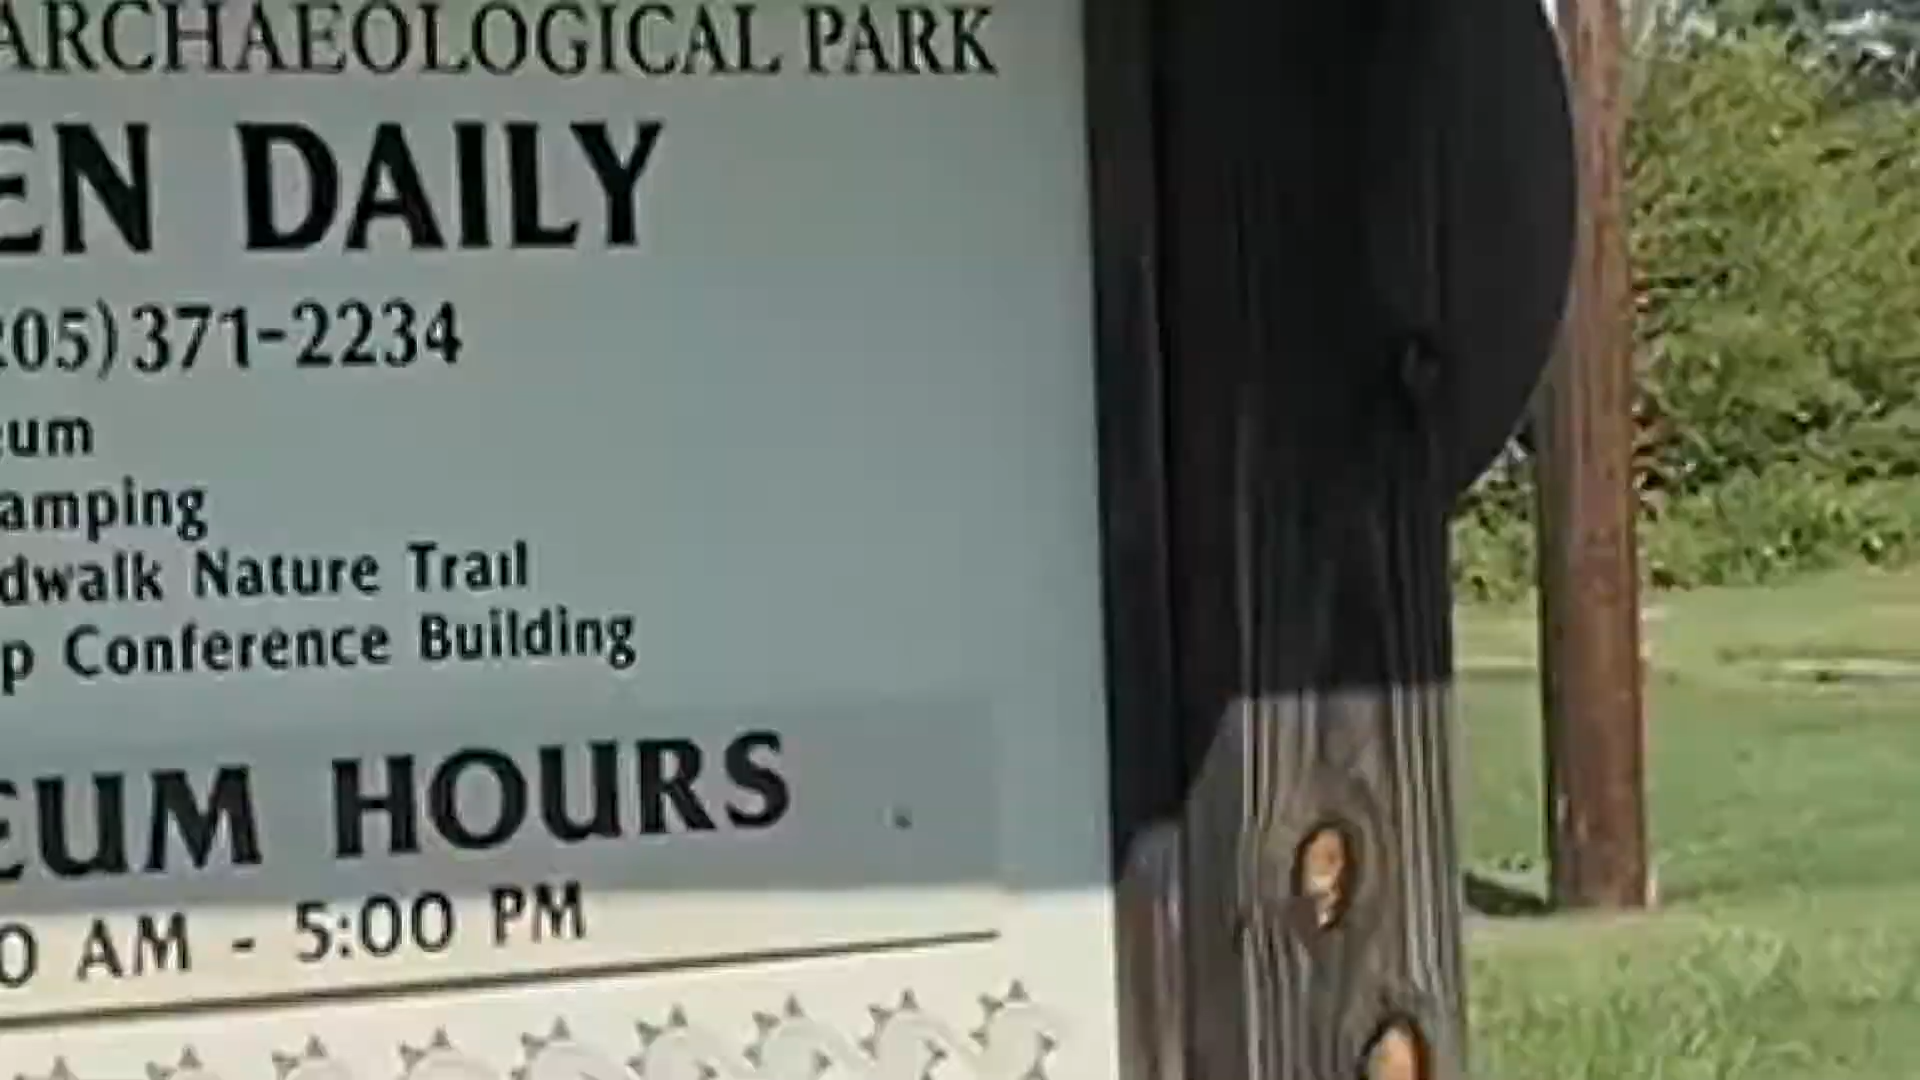 ARCHAEOLOGICAL PARK
EN DAILY
205) 371-2234
eum
amping
dwalk Nature Trail
p Conference Building
EUM HOURS
0 AM - 5:00 PM